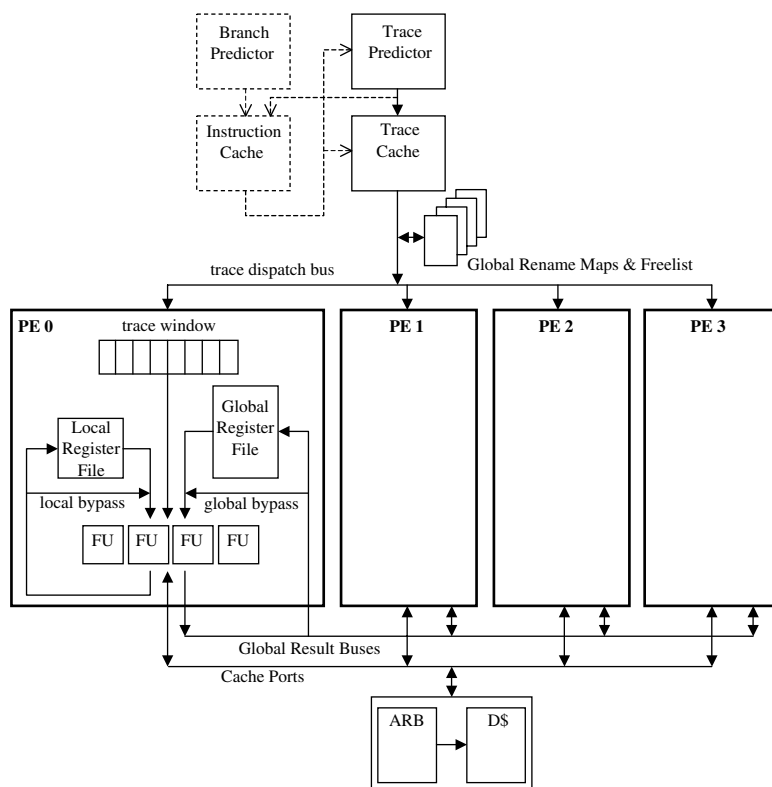 Branch
Predictor
Trace
Predictor
Instruction
Cache
Trace
Cache
Global Rename Maps & Freelist
trace dispatch bus
PE 0
trace window
PE 1
PE 2
PE 3
Local
Register
File
Global
Register
File
local bypass
global bypass
FU
FU
FU
FU
Global Result Buses
Cache Ports
ARB
D$